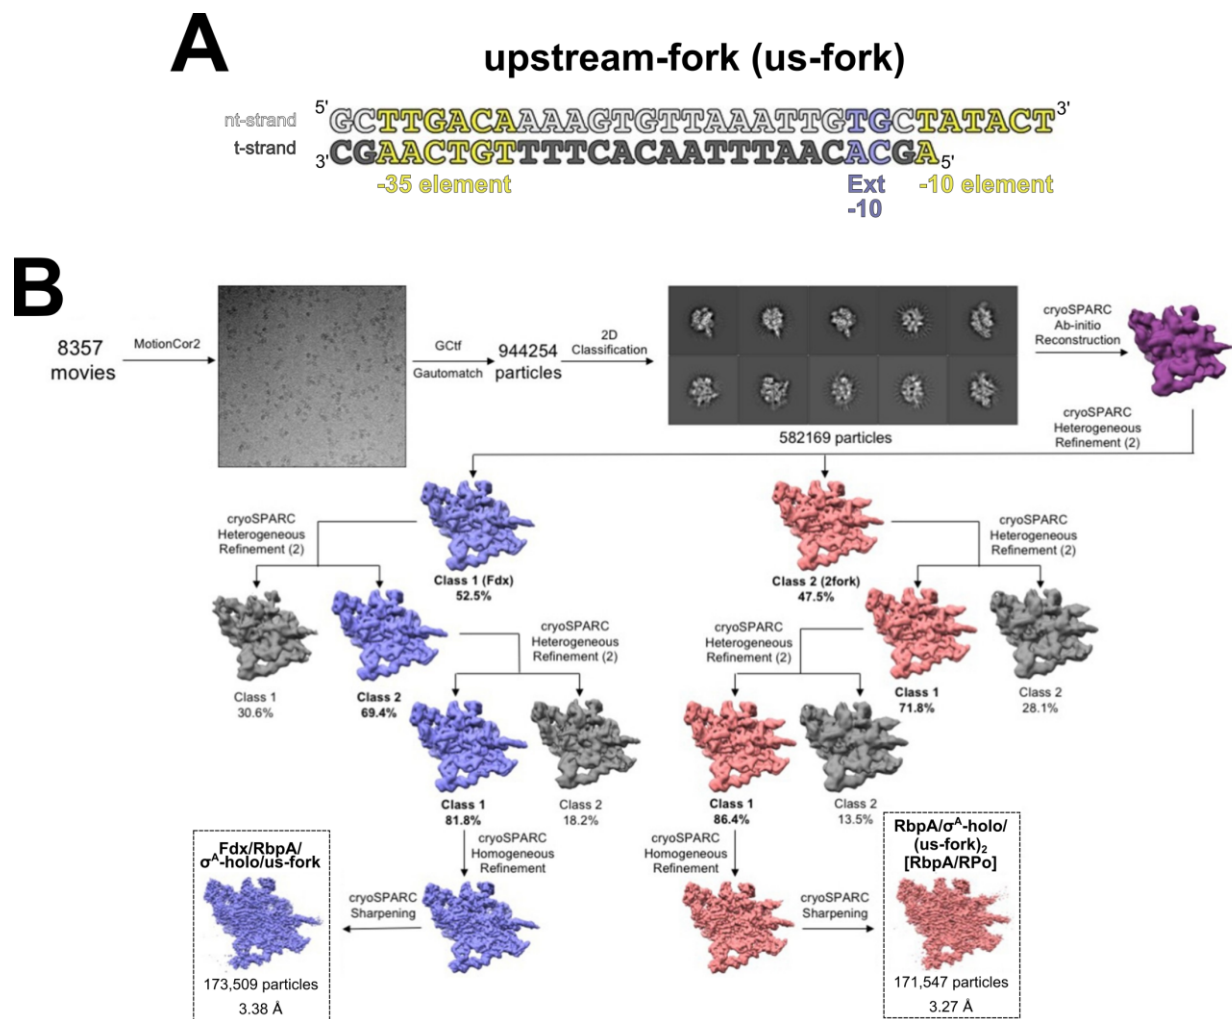 A
upstream-fork (us-fork)
5'
nt-strand
GCTTGACAAAAGTGTTAAATTGTGCTATACT
3'
t-strand
3'
CGAACTGTTTTCACAATTTAACACGA
5'
-35 element
Ext
-10
-10 element
B
8357
movies
MotionCor2
GCtf
Gautomatch
944254
particles
2D
Classification
582169 particles
cryoSPARC
Ab-initio
Reconstruction
cryoSPARC
Heterogeneous
Refinement (2)
cryoSPARC
Heterogeneous
Refinement (2)
Class 1 (Fdx)
52.5%
Class 2 (2fork)
47.5%
cryoSPARC
Heterogeneous
Refinement (2)
Class 1
30.6%
Class 2
69.4%
cryoSPARC
Heterogeneous
Refinement (2)
cryoSPARC
Heterogeneous
Refinement (2)
Class 1
71.8%
Class 2
28.1%
Class 1
81.8%
Class 2
18.2%
Class 1
86.4%
Class 2
13.5%
cryoSPARC
Homogeneous
Refinement
cryoSPARC
Homogeneous
Refinement
Fdx/RbpA/
σᴬ-holo/us-fork
173,509 particles
3.38 Å
cryoSPARC
Sharpening
cryoSPARC
Sharpening
RbpA/σᴬ-holo/
(us-fork)₂
[RbpA/RPo]
171,547 particles
3.27 Å